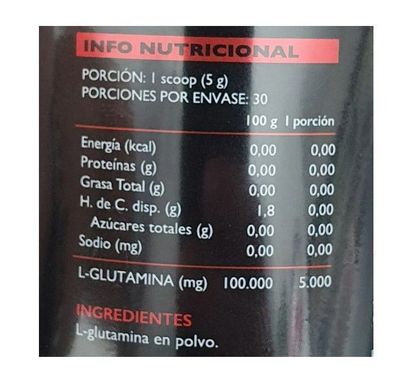 INFO NUTRICIONAL
PORCIÓN: 1 scoop (5 g)
PORCIONES POR ENVASE: 30
100 g 1 porción
Energía (kcal) 0,00 0,00
Proteínas (g) 0,00 0,00
Grasa Total (g) 0,00 0,00
H. de C. disp. (g) 1,8 0,00
Azúcares totales (g) 0,00 0,00
Sodio (mg) 0,00 0,00
L-GLUTAMINA (mg) 100.000 5.000
INGREDIENTES
L-glutamina en polvo.